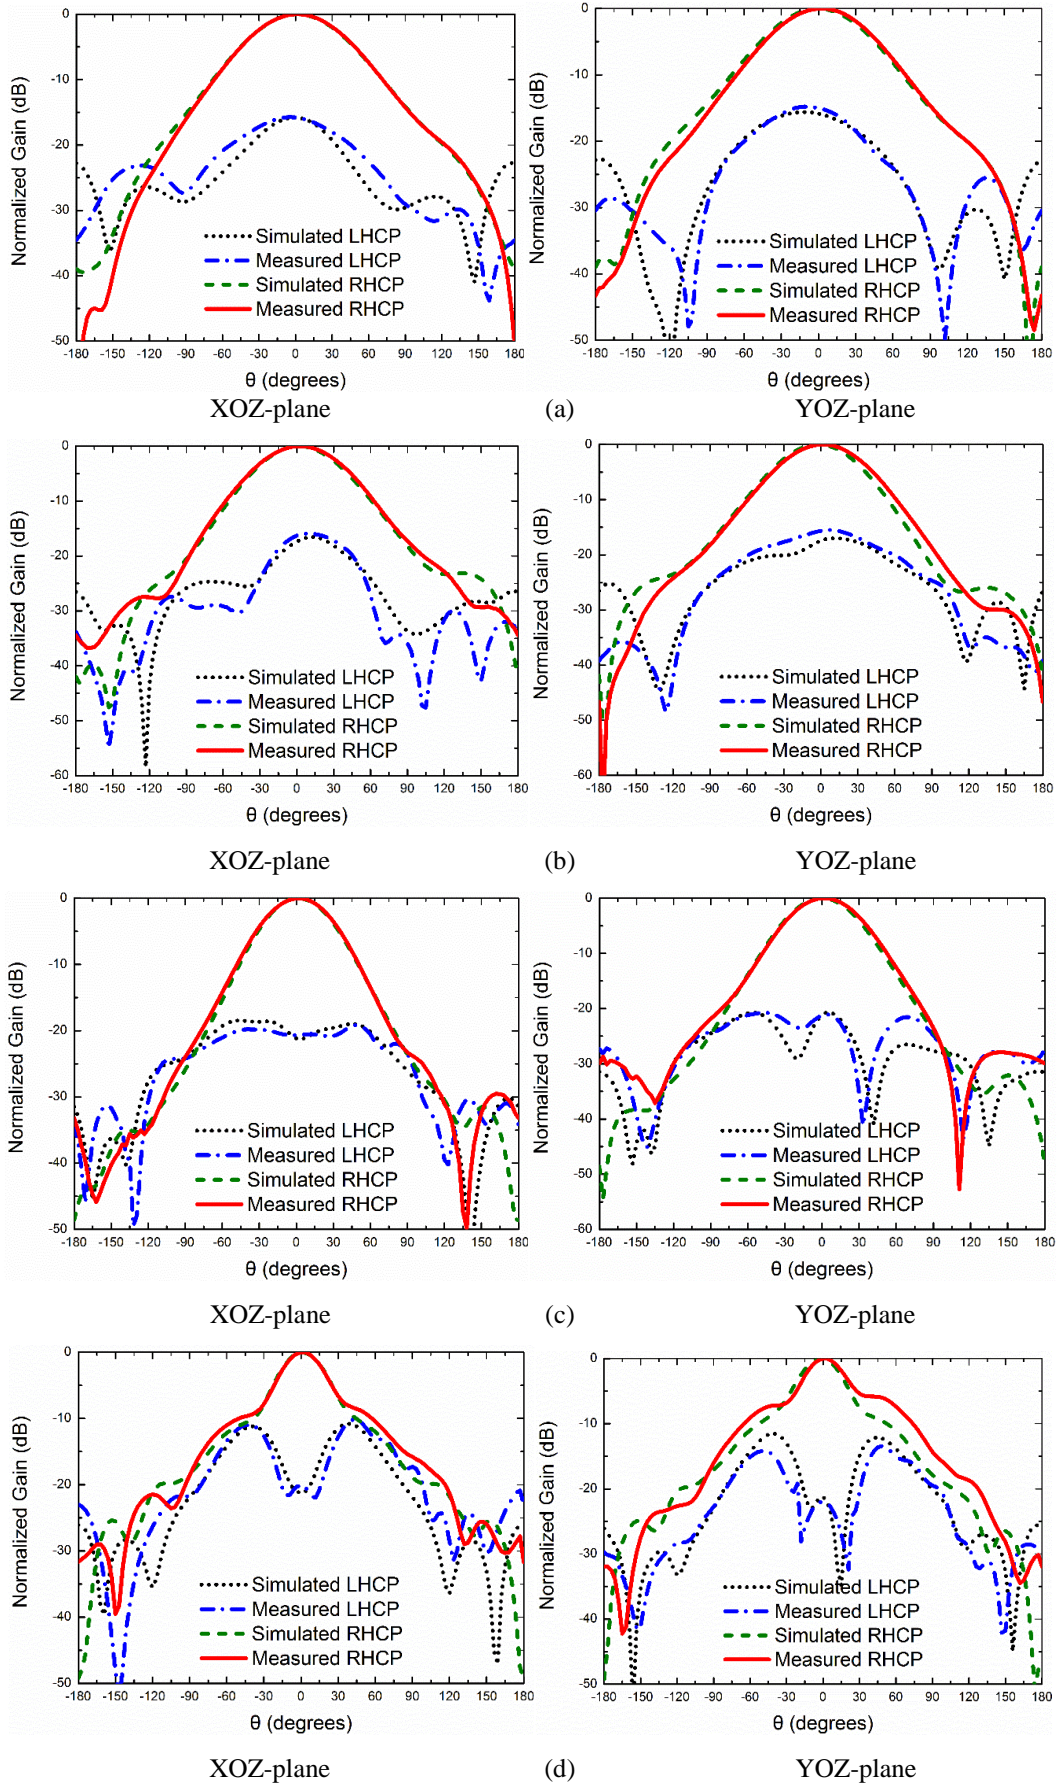 0
-10
-20
-30
-40
-50
Normalized Gain (dB)
Simulated LHCP
Measured LHCP
Simulated RHCP
Measured RHCP
-180 -150 -120 -90 -60 -30 0 30 60 90 120 150 180
θ (degrees)
0
-10
-20
-30
-40
-50
Normalized Gain (dB)
Simulated LHCP
Measured LHCP
Simulated RHCP
Measured RHCP
-180 -150 -120 -90 -60 -30 0 30 60 90 120 150 180
θ (degrees)
XOZ-plane (a) YOZ-plane
0
-10
-20
-30
-40
-50
-60
Normalized Gain (dB)
Simulated LHCP
Measured LHCP
Simulated RHCP
Measured RHCP
-180 -150 -120 -90 -60 -30 0 30 60 90 120 150 180
θ (degrees)
0
-10
-20
-30
-40
-50
-60
Normalized Gain (dB)
Simulated LHCP
Measured LHCP
Simulated RHCP
Measured RHCP
-180 -150 -120 -90 -60 -30 0 30 60 90 120 150 180
θ (degrees)
XOZ-plane (b) YOZ-plane
0
-10
-20
-30
-40
-50
Normalized Gain (dB)
Simulated LHCP
Measured LHCP
Simulated RHCP
Measured RHCP
-180 -150 -120 -90 -60 -30 0 30 60 90 120 150 180
θ (degrees)
0
-10
-20
-30
-40
-50
-60
Normalized Gain (dB)
Simulated LHCP
Measured LHCP
Simulated RHCP
Measured RHCP
-180 -150 -120 -90 -60 -30 0 30 60 90 120 150 180
θ (degrees)
XOZ-plane (c) YOZ-plane
0
-10
-20
-30
-40
-50
Normalized Gain (dB)
Simulated LHCP
Measured LHCP
Simulated RHCP
Measured RHCP
-180 -150 -120 -90 -60 -30 0 30 60 90 120 150 180
θ (degrees)
0
-10
-20
-30
-40
-50
Normalized Gain (dB)
Simulated LHCP
Measured LHCP
Simulated RHCP
Measured RHCP
-180 -150 -120 -90 -60 -30 0 30 60 90 120 150 180
θ (degrees)
XOZ-plane (d) YOZ-plane